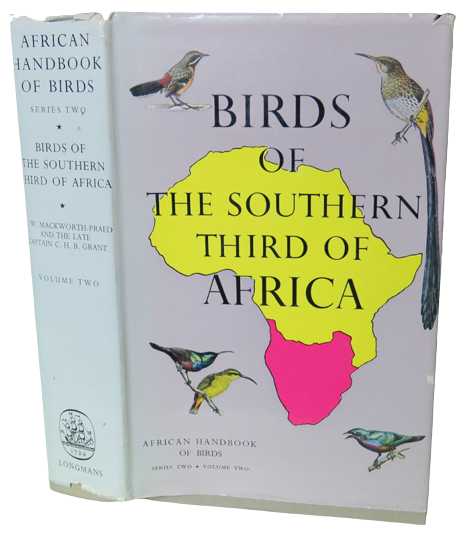 AFRICAN
HANDBOOK
OF BIRDS
SERIES TWO
BIRDS OF
THE SOUTHERN
THIRD OF AFRICA
W. MACKWORTH-PRAED
AND THE LATE
CAPTAIN C. H. B. GRANT
VOLUME TWO
1724
LONGMANS
BIRDS
OF
THE SOUTHERN
THIRD OF
AFRICA
AFRICAN HANDBOOK
OF BIRDS
SERIES TWO • VOLUME TWO